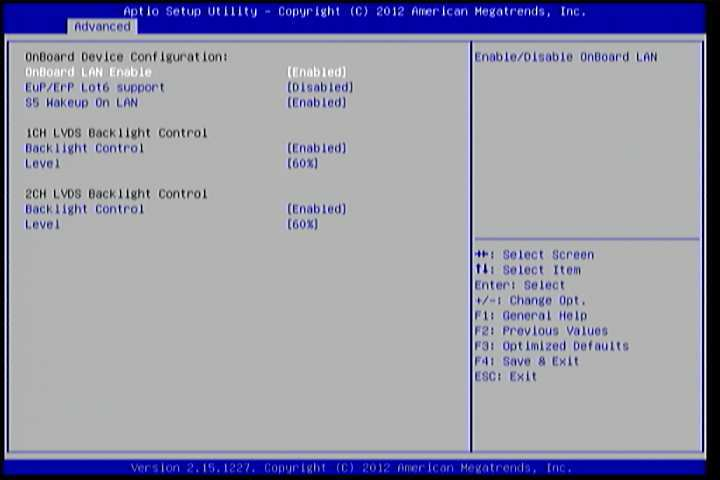 Aptio Setup Utility - Copyright (C) 2012 American Megatrends, Inc.
Advanced
OnBoard Device Configuration:
OnBoard LAN Enable [Enabled]
EuP/ErP Lot6 support [Disabled]
S5 Wakeup On LAN [Enabled]
1CH LVDS Backlight Control
Backlight Control [Enabled]
Level [60%]
2CH LVDS Backlight Control
Backlight Control [Enabled]
Level [60%]
Enable/Disable OnBoard LAN
→←: Select Screen
↑↓: Select Item
Enter: Select
+/-: Change Opt.
F1: General Help
F2: Previous Values
F3: Optimized Defaults
F4: Save & Exit
ESC: Exit
Version 2.15.1227. Copyright (C) 2012 American Megatrends, Inc.